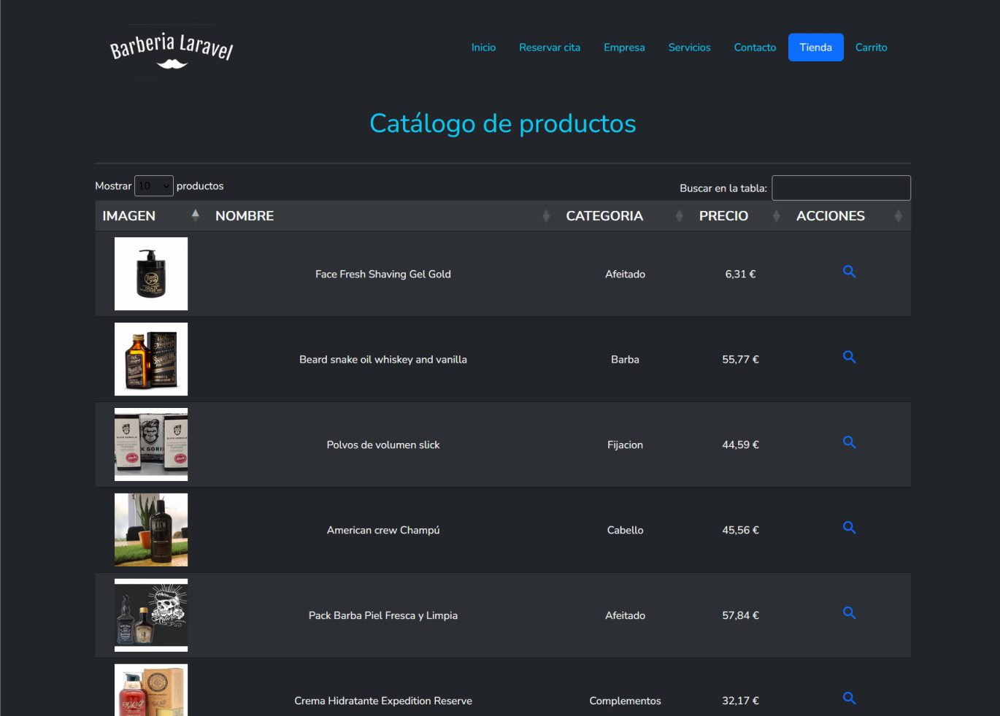 Barberia Laravel
Inicio Reservar cita Empresa Servicios Contacto Tienda Carrito
Catálogo de productos
Mostrar 10 productos
Buscar en la tabla:
IMAGEN NOMBRE CATEGORIA PRECIO ACCIONES
Red One
Face Fresh Shaving Gel Gold Afeitado 6,31 €
Beard snake oil whiskey and vanilla Barba 55,77 €
Polvos de volumen slick Fijacion 44,59 €
American crew Champú Cabello 45,56 €
Pack Barba Piel Fresca y Limpia Afeitado 57,84 €
Crema Hidratante Expedition Reserve Complementos 32,17 €